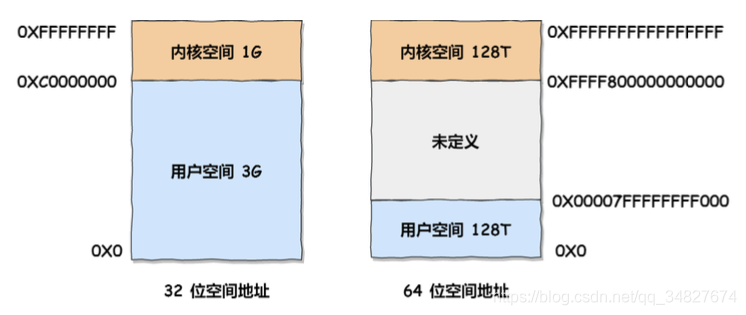 0XFFFFFFFF
内核空间 1G
0XC0000000
用户空间 3G
0X0
32 位空间地址
内核空间 128T
0XFFFFFFFFFFFFFFFF
0XFFFF800000000000
未定义
0X00007FFFFFFFF000
用户空间 128T
0X0
64 位空间地址
https://blog.csdn.net/qq_34827674